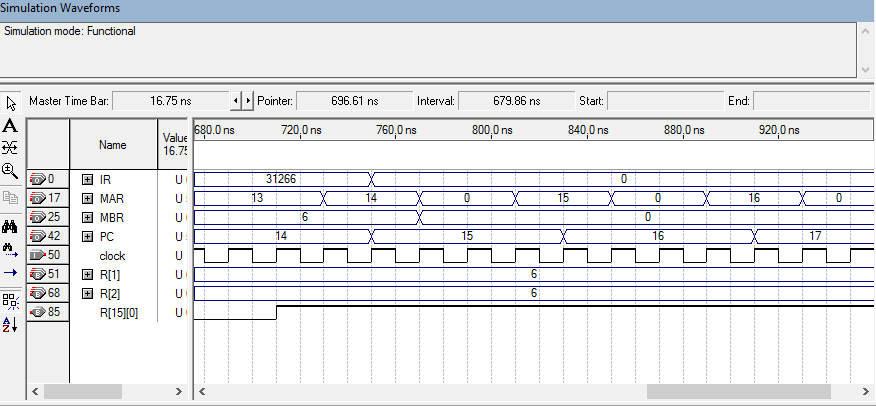 Simulation Waveforms
Simulation mode: Functional
Master Time Bar: 16.75 ns Pointer: 696.61 ns Interval: 679.86 ns Start: End:
Name Value 16.75
680.0 ns 720.0 ns 760.0 ns 800.0 ns 840.0 ns 880.0 ns 920.0 ns
0 IR U 31266 0
17 MAR U 13 14 0 15 0 16 0
25 MBR U 6 0
42 PC U 14 15 16 17
50 clock U
51 R[1] U 6
68 R[2] U 6
85 R[15][0] U